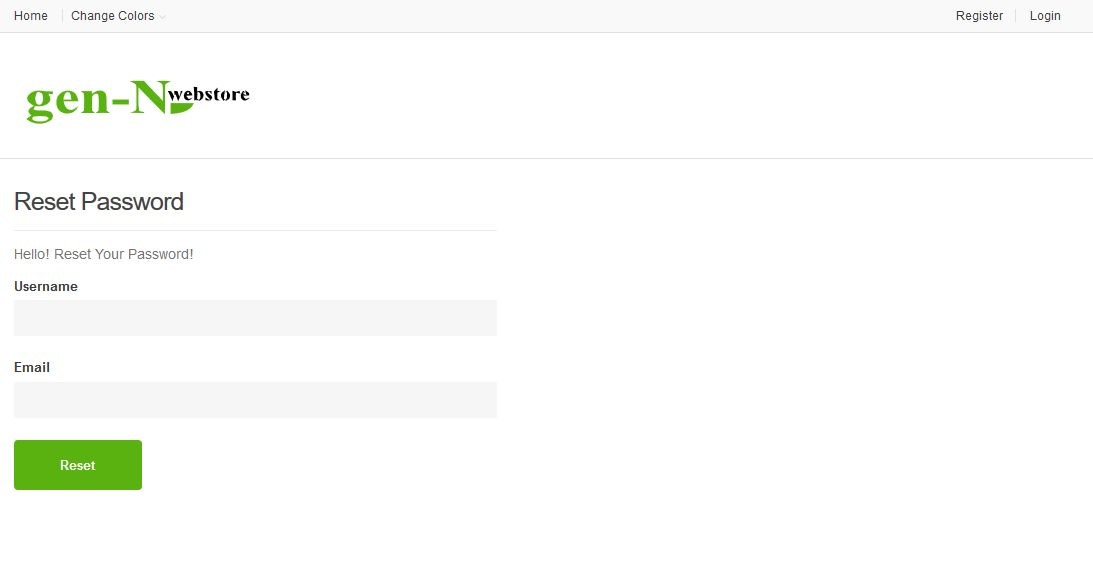 Home
Change Colors
Register
Login
gen-N webstore
Reset Password
Hello! Reset Your Password!
Username
Email
Reset